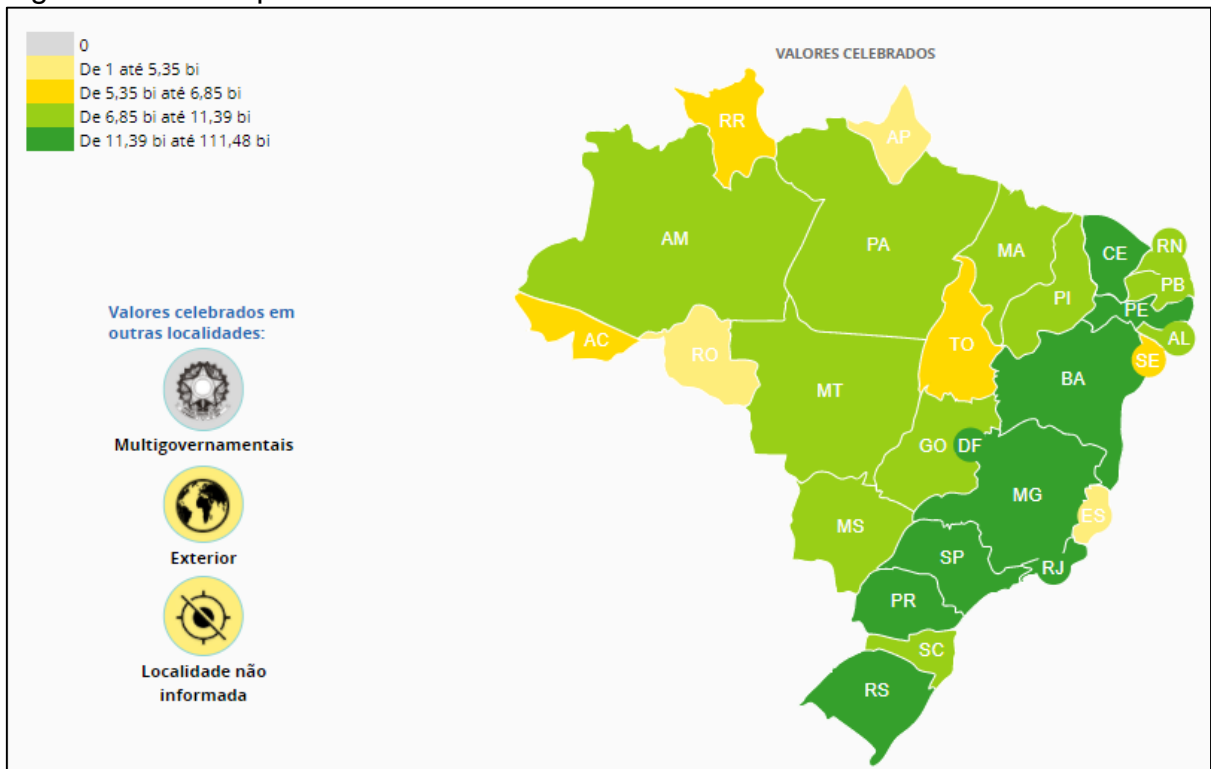 0
De 1 até 5,35 bi
De 5,35 bi até 6,85 bi
De 6,85 bi até 11,39 bi
De 11,39 bi até 111,48 bi
VALORES CELEBRADOS
RR
AP
AM
PA
MA
CE
RN
PI
PB
PE
AC
RO
TO
AL
SE
MT
BA
GO
DF
MG
MS
ES
SP
RJ
PR
SC
RS
Valores celebrados em
outras localidades:
Multigovernamentais
Exterior
Localidade não
informada